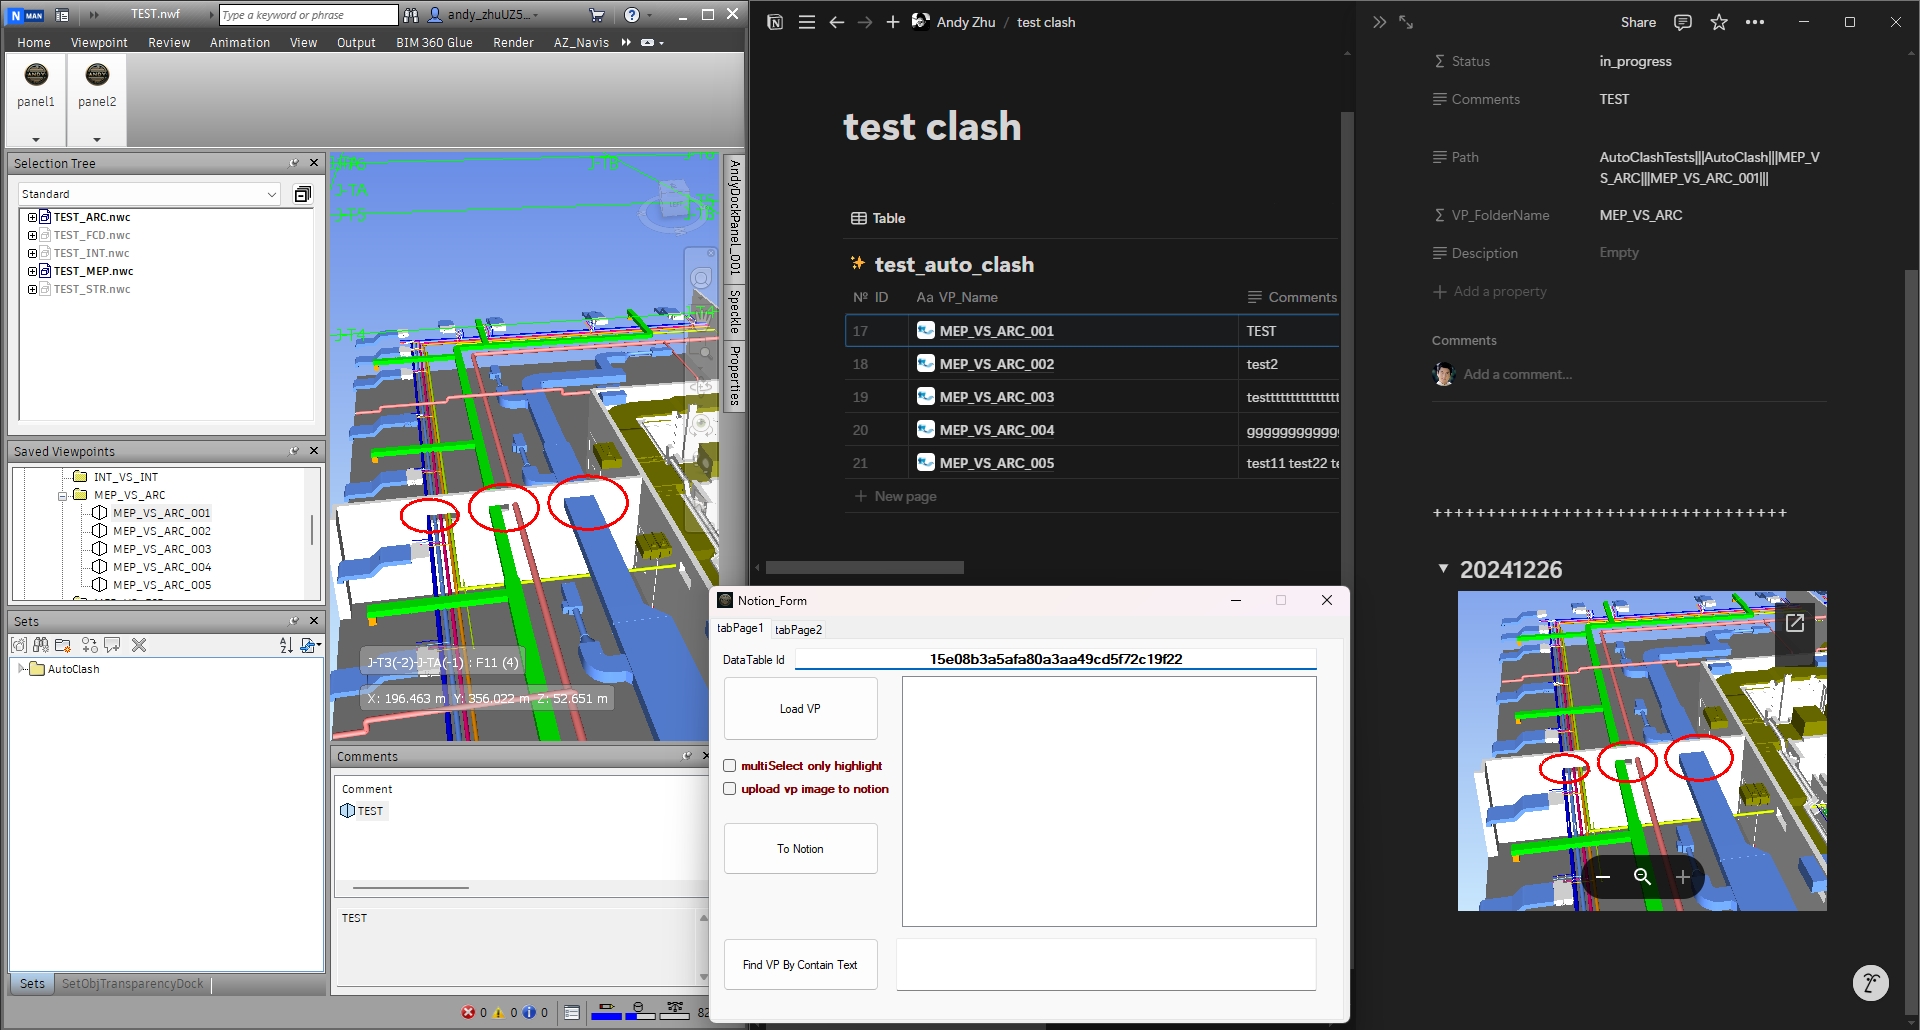 N MAN
TEST.nwf
Type a keyword or phrase
andy_zhuUZ5...
Home Viewpoint Review Animation View Output BIM 360 Glue Render AZ_Navis
panel1 panel2
Selection Tree
Standard
TEST_ARC.nwc
TEST_FCD.nwc
TEST_INT.nwc
TEST_MEP.nwc
TEST_STR.nwc
Saved Viewpoints
INT_VS_INT
MEP_VS_ARC
MEP_VS_ARC_001
MEP_VS_ARC_002
MEP_VS_ARC_003
MEP_VS_ARC_004
MEP_VS_ARC_005
Sets
AutoClash
Sets SetObjTransparencyDock
J-TA
J-T4
LEFT
AndyDockPanel_001
Speckle
Properties
J-T3(-2)-J-TA(-1) : F11 (4)
X: 196.463 m Y: 356.022 m Z: 52.651 m
Comments
Comment
TEST
TEST
0 0 0
Andy Zhu / test clash
test clash
Table
test_auto_clash
Nº ID Aa VP_Name Comments
17 MEP_VS_ARC_001 TEST
18 MEP_VS_ARC_002 test2
19 MEP_VS_ARC_003 testtttttttttttttt
20 MEP_VS_ARC_004 gggggggggggg
21 MEP_VS_ARC_005 test11 test22 te
New page
Notion_Form
tabPage1 tabPage2
DataTable Id 15e08b3a5afa80a3aa49cd5f72c19f22
Load VP
multiSelect only highlight
upload vp image to notion
To Notion
Find VP By Contain Text
Share
Status in_progress
Comments TEST
Path AutoClashTests|||AutoClash|||MEP_V
S_ARC|||MEP_VS_ARC_001|||
VP_FolderName MEP_VS_ARC
Desciption Empty
Add a property
Comments
Add a comment...
+++++++++++++++++++++++++++++++++
20241226